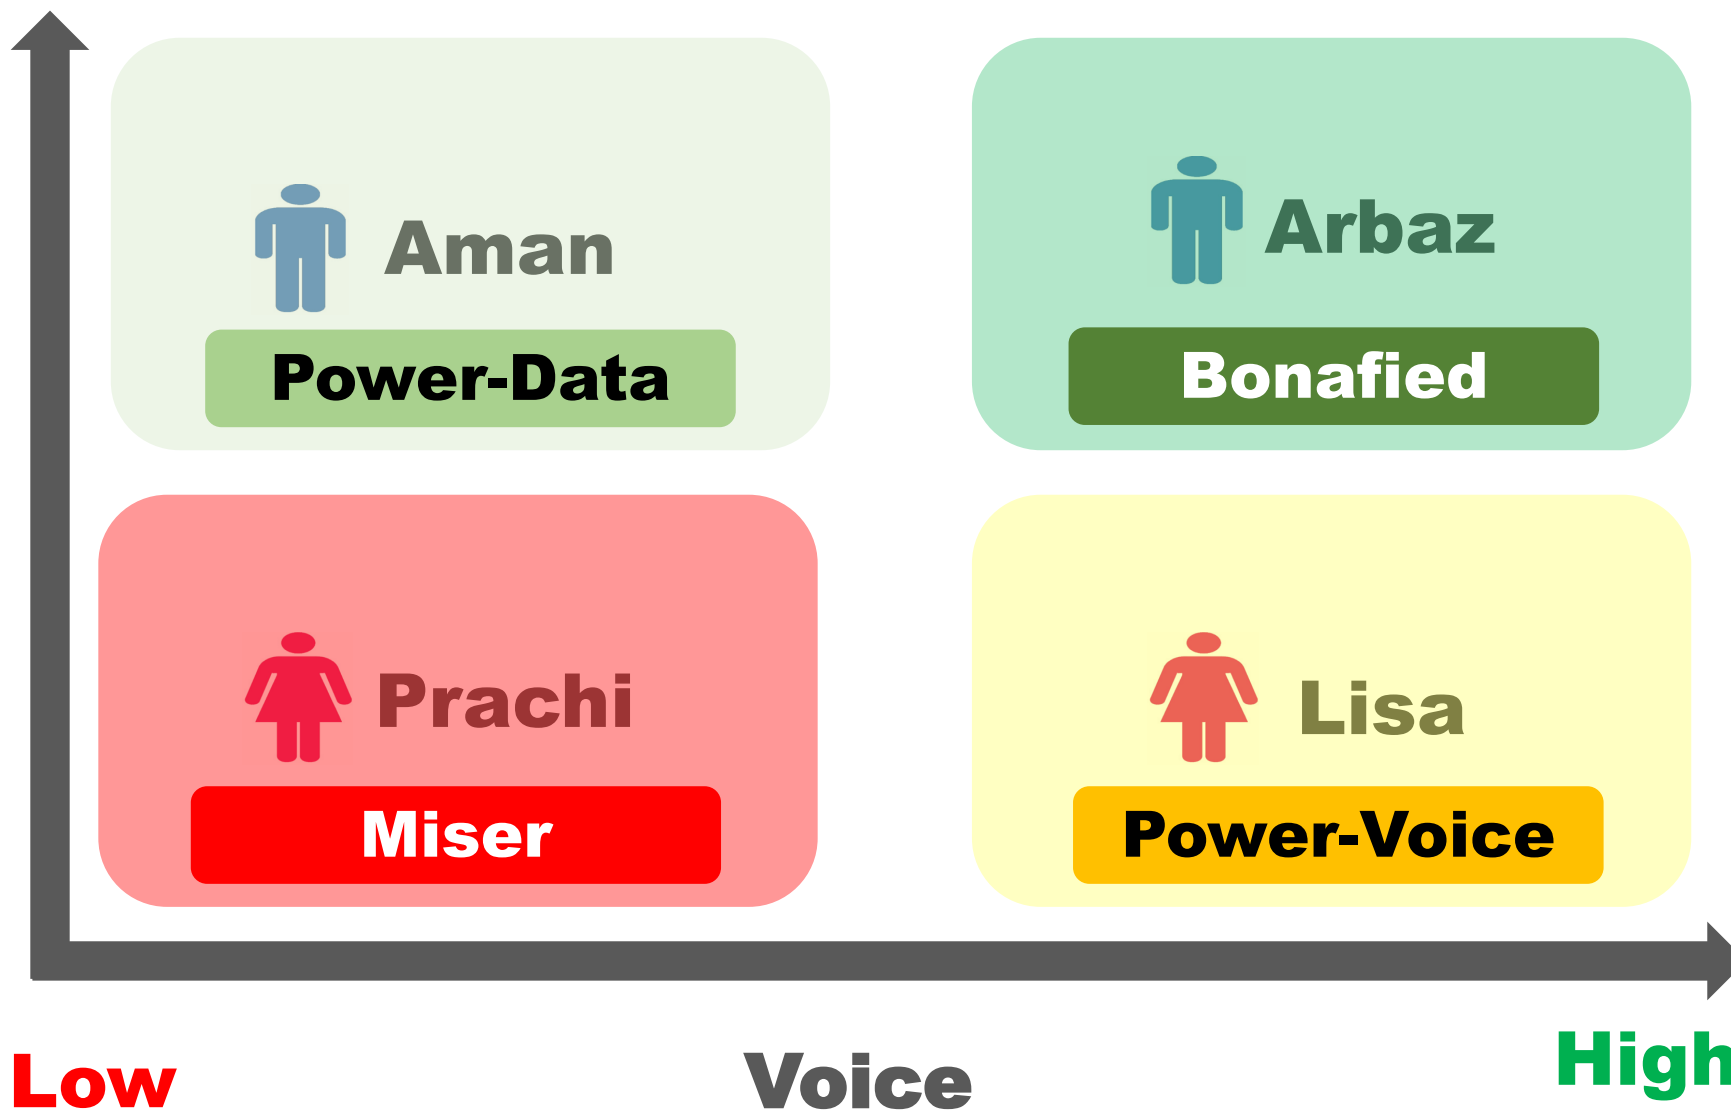 Aman
Power-Data
Arbaz
Bonafied
Prachi
Miser
Lisa
Power-Voice
Low
Voice
High